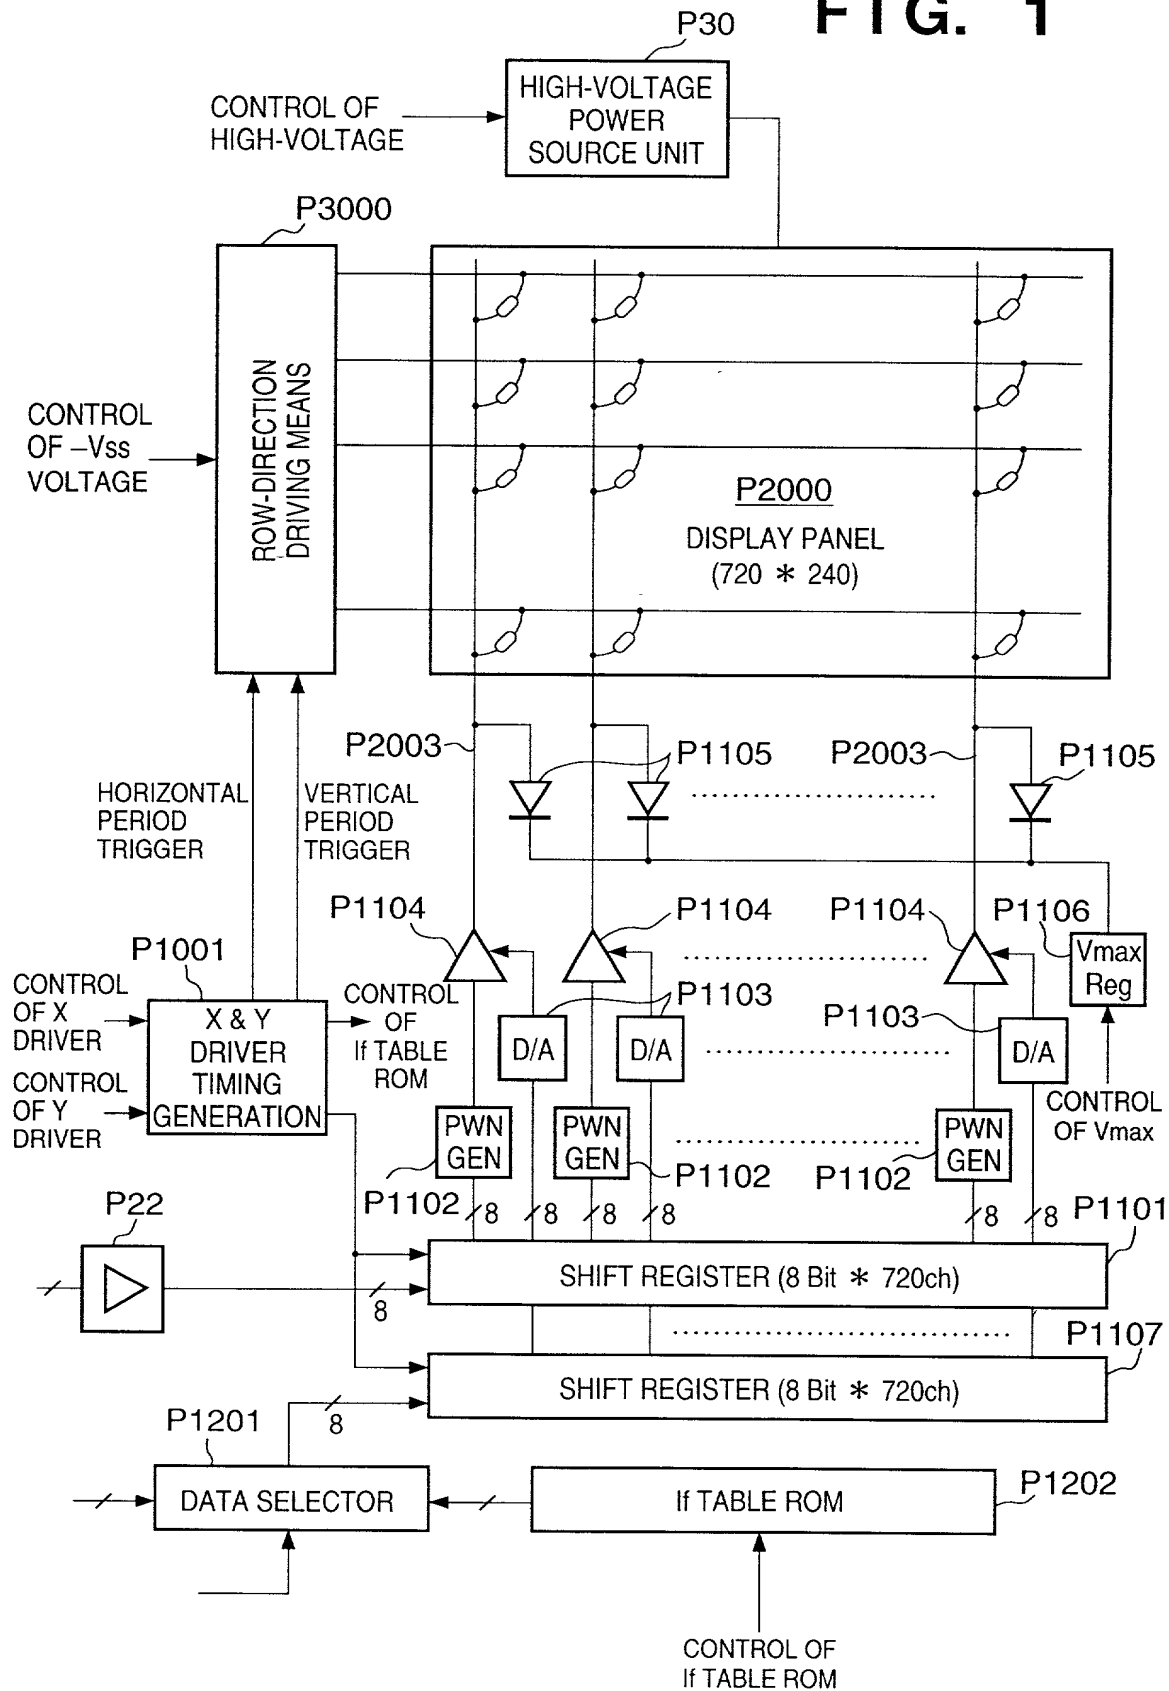 FIG. 1
P30
HIGH-VOLTAGE
POWER
SOURCE UNIT
CONTROL OF
HIGH-VOLTAGE
P3000
ROW-DIRECTION
DRIVING MEANS
CONTROL
OF –Vss
VOLTAGE
P2000
DISPLAY PANEL
(720 * 240)
P2003
P1105
P2003
P1105
HORIZONTAL
PERIOD
TRIGGER
VERTICAL
PERIOD
TRIGGER
P1104
P1104
P1104
P1106
Vmax
Reg
P1001
CONTROL
OF X
DRIVER
X & Y
DRIVER
TIMING
GENERATION
CONTROL
OF
If TABLE
ROM
P1103
P1103
D/A
D/A
D/A
CONTROL
OF Y
DRIVER
CONTROL
OF Vmax
PWN
GEN
PWN
GEN
PWN
GEN
P1102
P1102
P1102
8
8
8
8
8
8
P1101
P22
SHIFT REGISTER (8 Bit * 720ch)
8
P1107
SHIFT REGISTER (8 Bit * 720ch)
8
P1201
DATA SELECTOR
If TABLE ROM
P1202
CONTROL OF
If TABLE ROM